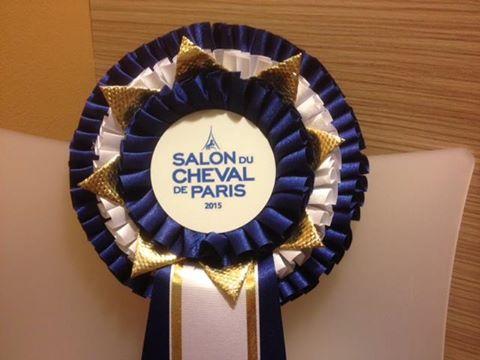 SALON DU
CHEVAL
DE PARIS
2015